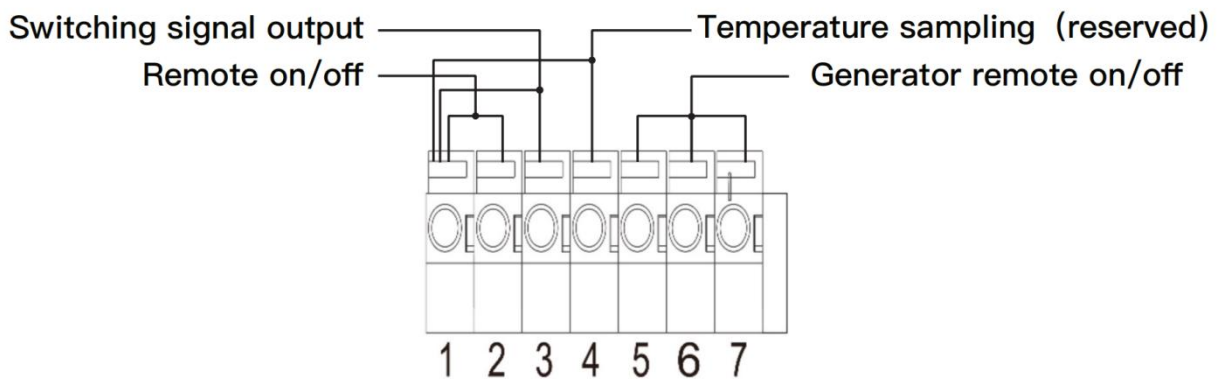 Switching signal output
Temperature sampling (reserved)
Remote on/off
Generator remote on/off
1 2 3 4 5 6 7